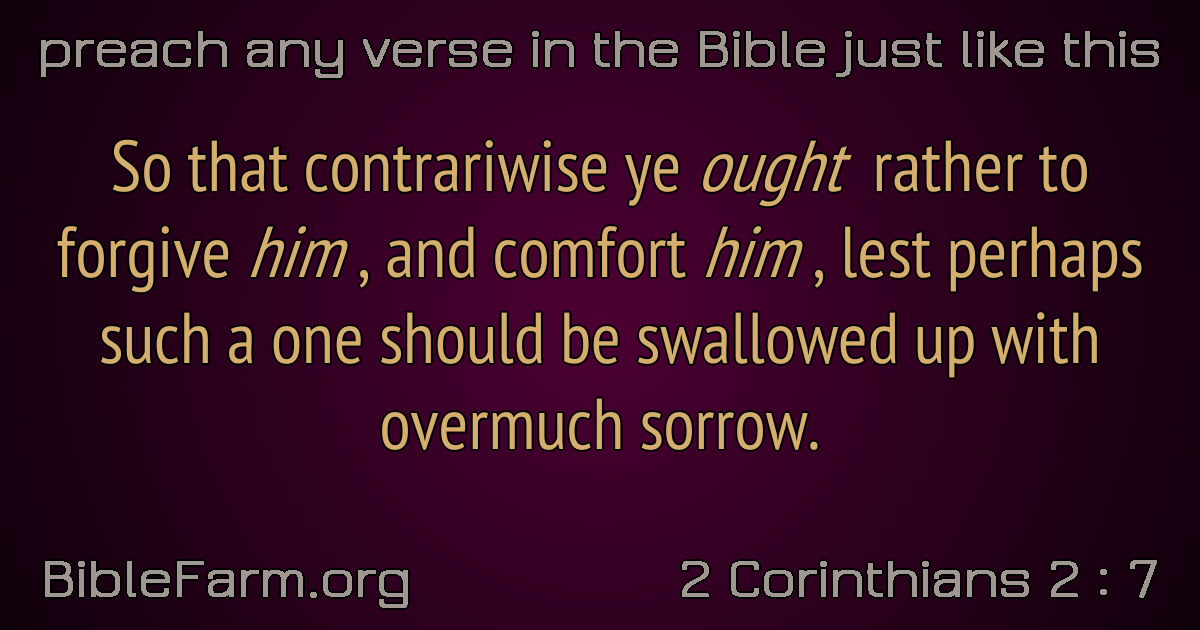 preach any verse in the Bible just like this
So that contrariwise ye ought rather to
forgive him , and comfort him , lest perhaps
such a one should be swallowed up with
overmuch sorrow.
BibleFarm.org
2 Corinthians 2 : 7